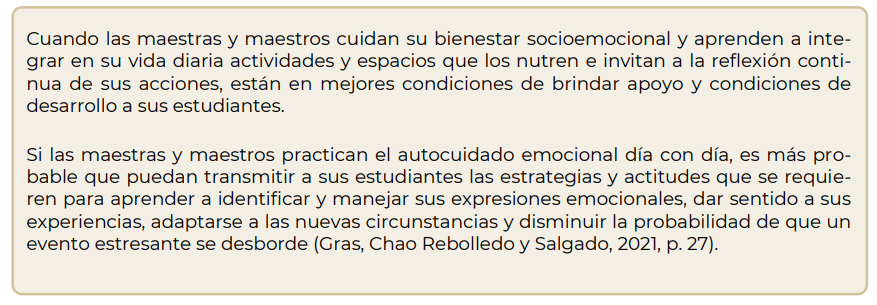 Cuando las maestras y maestros cuidan su bienestar socioemocional y aprenden a inte-
grar en su vida diaria actividades y espacios que los nutren e invitan a la reflexión conti-
nua de sus acciones, están en mejores condiciones de brindar apoyo y condiciones de
desarrollo a sus estudiantes.
Si las maestras y maestros practican el autocuidado emocional día con día, es más pro-
bable que puedan transmitir a sus estudiantes las estrategias y actitudes que se requie-
ren para aprender a identificar y manejar sus expresiones emocionales, dar sentido a sus
experiencias, adaptarse a las nuevas circunstancias y disminuir la probabilidad de que un
evento estresante se desborde (Gras, Chao Rebolledo y Salgado, 2021, p. 27).